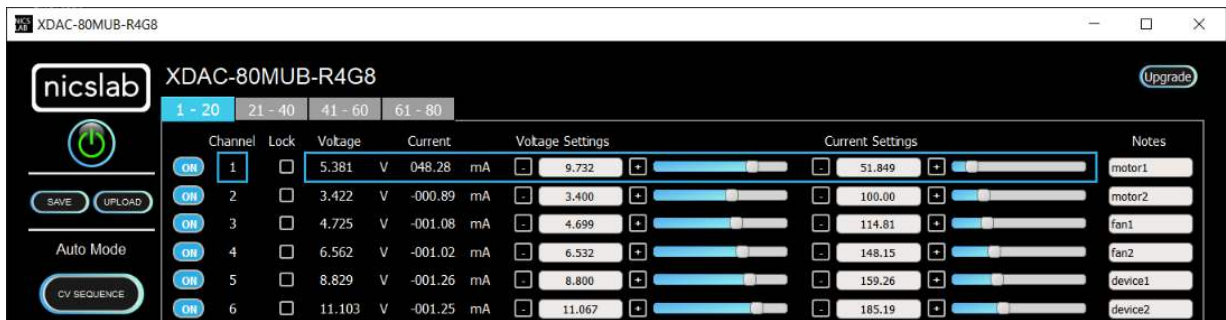 NICS LAB XDAC-80MUB-R4G8
nicslab XDAC-80MUB-R4G8 Upgrade
1 - 20 21 - 40 41 - 60 61 - 80
Channel Lock Voltage Current Voltage Settings Current Settings Notes
ON 1 5.381 V 048.28 mA - 9.732 + - 51.849 + motor1
SAVE UPLOAD ON 2 3.422 V -000.89 mA - 3.400 + - 100.00 + motor2
ON 3 4.725 V -001.08 mA - 4.699 + - 114.81 + fan1
Auto Mode ON 4 6.562 V -001.02 mA - 6.532 + - 148.15 + fan2
ON 5 8.829 V -001.26 mA - 8.800 + - 159.26 + device1
CV SEQUENCE ON 6 11.103 V -001.25 mA - 11.067 + - 185.19 + device2